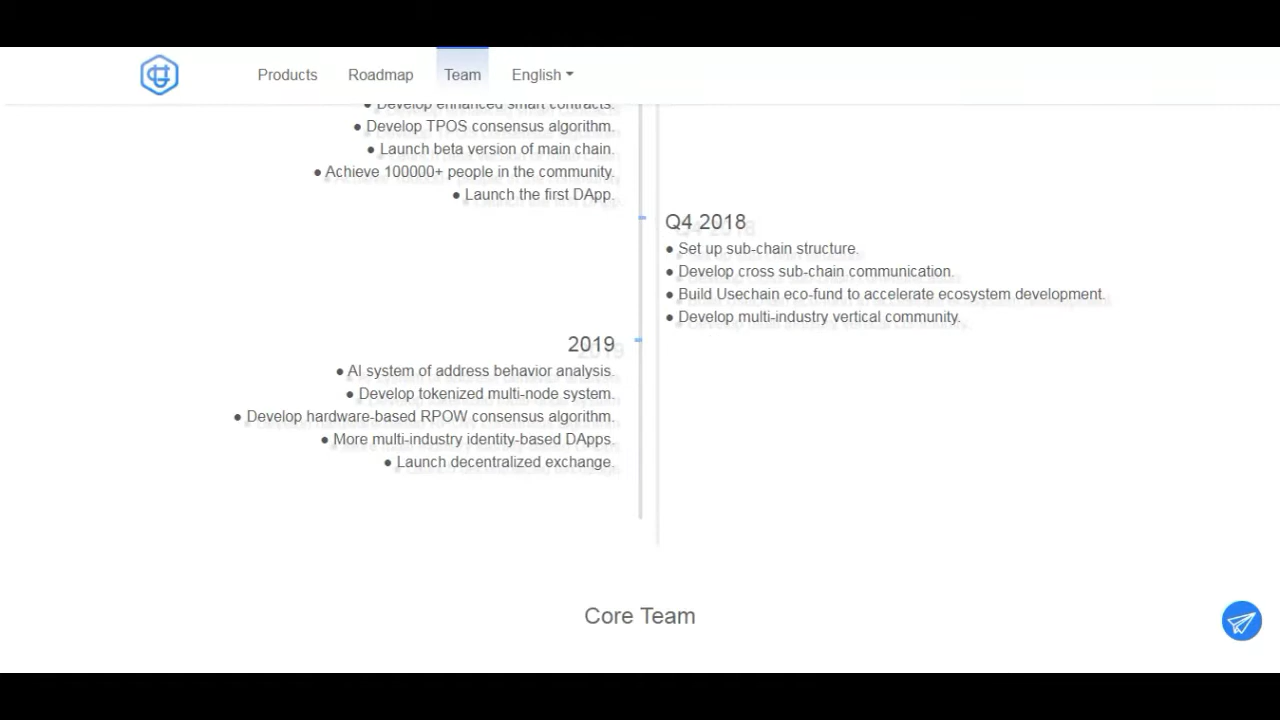 Products Roadmap Team English
● Develop enhanced smart contracts.
● Develop TPOS consensus algorithm.
● Launch beta version of main chain.
● Achieve 100000+ people in the community.
● Launch the first DApp.
Q4 2018
● Set up sub-chain structure.
● Develop cross sub-chain communication.
● Build Usechain eco-fund to accelerate ecosystem development.
● Develop multi-industry vertical community.
2019
● AI system of address behavior analysis.
● Develop tokenized multi-node system.
● Develop hardware-based RPOW consensus algorithm.
● More multi-industry identity-based DApps.
● Launch decentralized exchange.
Core Team